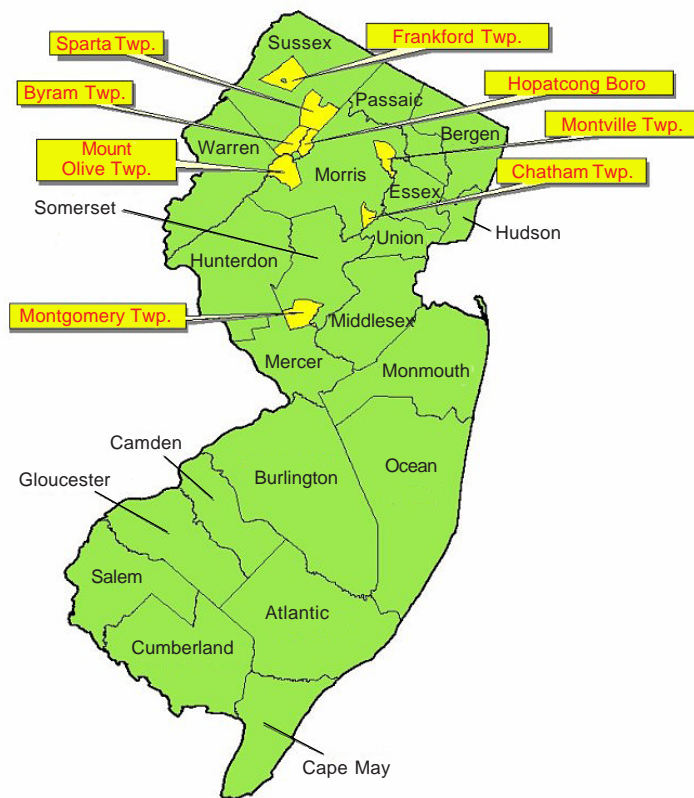 Sussex
Frankford Twp.
Sparta Twp.
Hopatcong Boro
Byram Twp.
Passaic
Montville Twp.
Bergen
Warren
Mount
Olive Twp.
Morris
Chatham Twp.
Essex
Somerset
Union
Hudson
Hunterdon
Montgomery Twp.
Middlesex
Mercer
Monmouth
Camden
Burlington
Ocean
Gloucester
Salem
Atlantic
Cumberland
Cape May